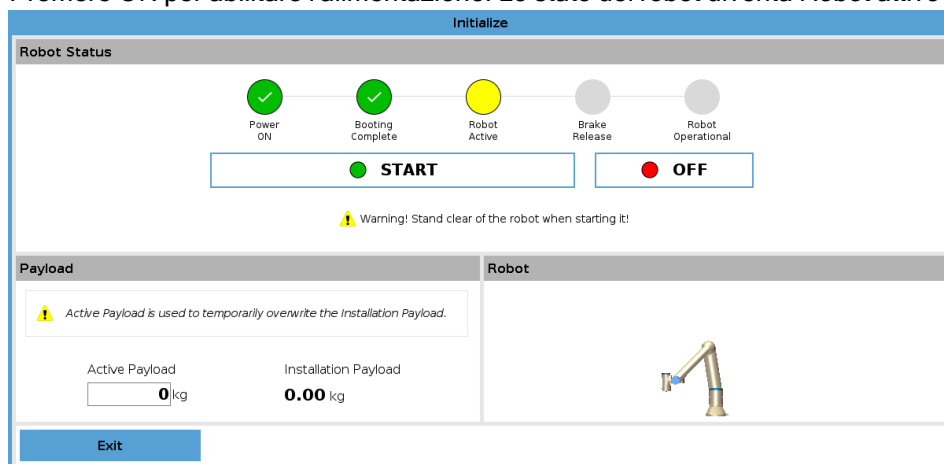 Initialize
Robot Status
Power
ON
Booting
Complete
Robot
Active
Brake
Release
Robot
Operational
START
OFF
Warning! Stand clear of the robot when starting it!
Payload
Robot
Active Payload is used to temporarily overwrite the Installation Payload.
Active Payload
Installation Payload
0 kg
0.00 kg
Exit